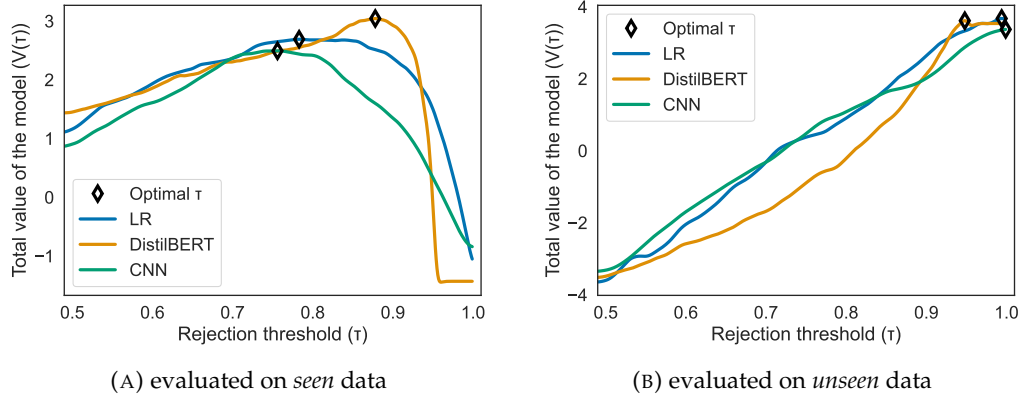 Total value of the model (V(τ))
3
2
1
0
−1
Optimal τ
LR
DistilBERT
CNN
0.5 0.6 0.7 0.8 0.9 1.0
Rejection threshold (τ)
(A) evaluated on seen data
Total value of the model (V(τ))
4
2
0
−2
−4
Optimal τ
LR
DistilBERT
CNN
0.5 0.6 0.7 0.8 0.9 1.0
Rejection threshold (τ)
(B) evaluated on unseen data